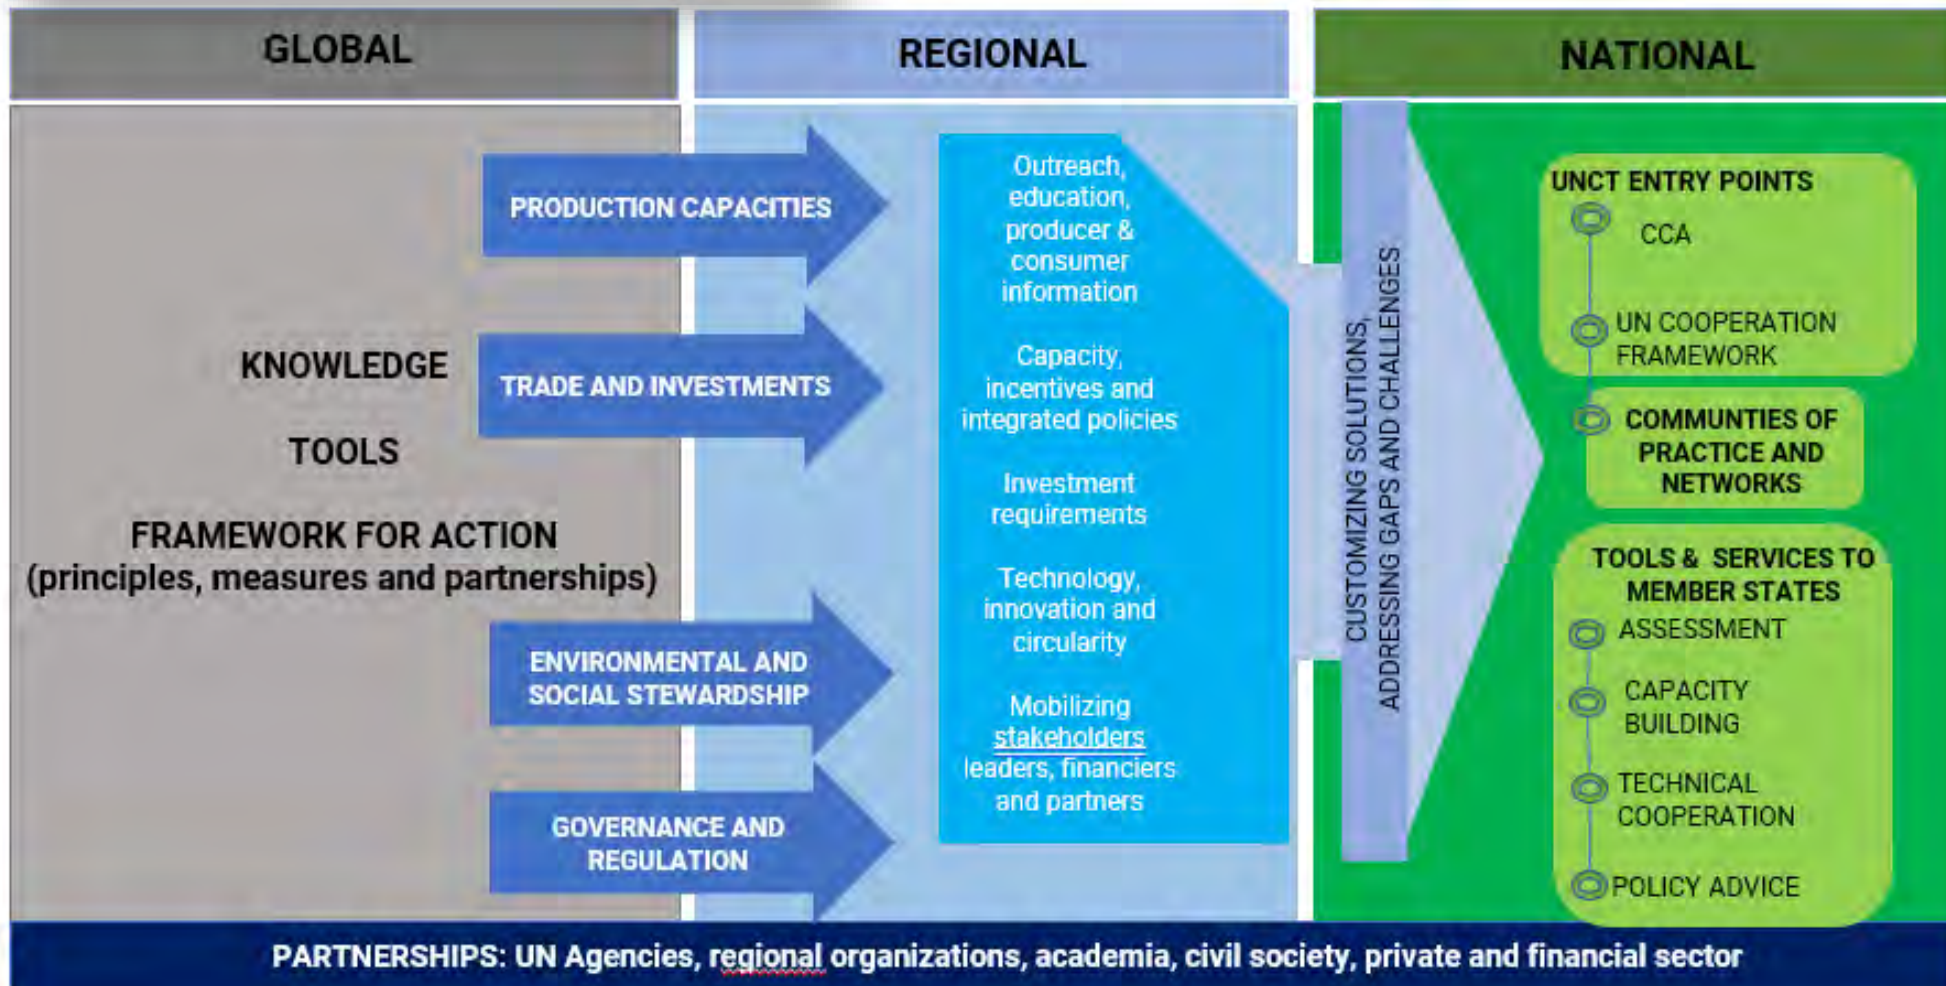 GLOBAL
REGIONAL
NATIONAL
KNOWLEDGE
TOOLS
FRAMEWORK FOR ACTION
(principles, measures and partnerships)
PRODUCTION CAPACITIES
TRADE AND INVESTMENTS
ENVIRONMENTAL AND
SOCIAL STEWARDSHIP
GOVERNANCE AND
REGULATION
Outreach,
education,
producer &
consumer
information
Capacity,
incentives and
integrated policies
Investment
requirements
Technology,
innovation and
circularity
Mobilizing
stakeholders
leaders, financiers
and partners
CUSTOMIZING SOLUTIONS,
ADDRESSING GAPS AND CHALLENGES
UNCT ENTRY POINTS
CCA
UN COOPERATION
FRAMEWORK
COMMUNTIES OF
PRACTICE AND
NETWORKS
TOOLS & SERVICES TO
MEMBER STATES
ASSESSMENT
CAPACITY
BUILDING
TECHNICAL
COOPERATION
POLICY ADVICE
PARTNERSHIPS: UN Agencies, regional organizations, academia, civil society, private and financial sector